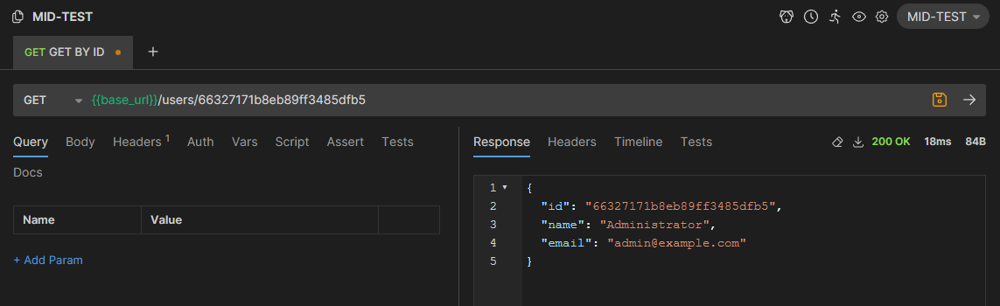 MID-TEST
MID-TEST
GET GET BY ID
+
GET {{base_url}}/users/66327171b8eb89ff3485dfb5
Query Body Headers 1 Auth Vars Script Assert Tests
Docs
Name Value
+ Add Param
Response Headers Timeline Tests 200 OK 18ms 84B
1 {
2 "id": "66327171b8eb89ff3485dfb5",
3 "name": "Administrator",
4 "email": "admin@example.com"
5 }